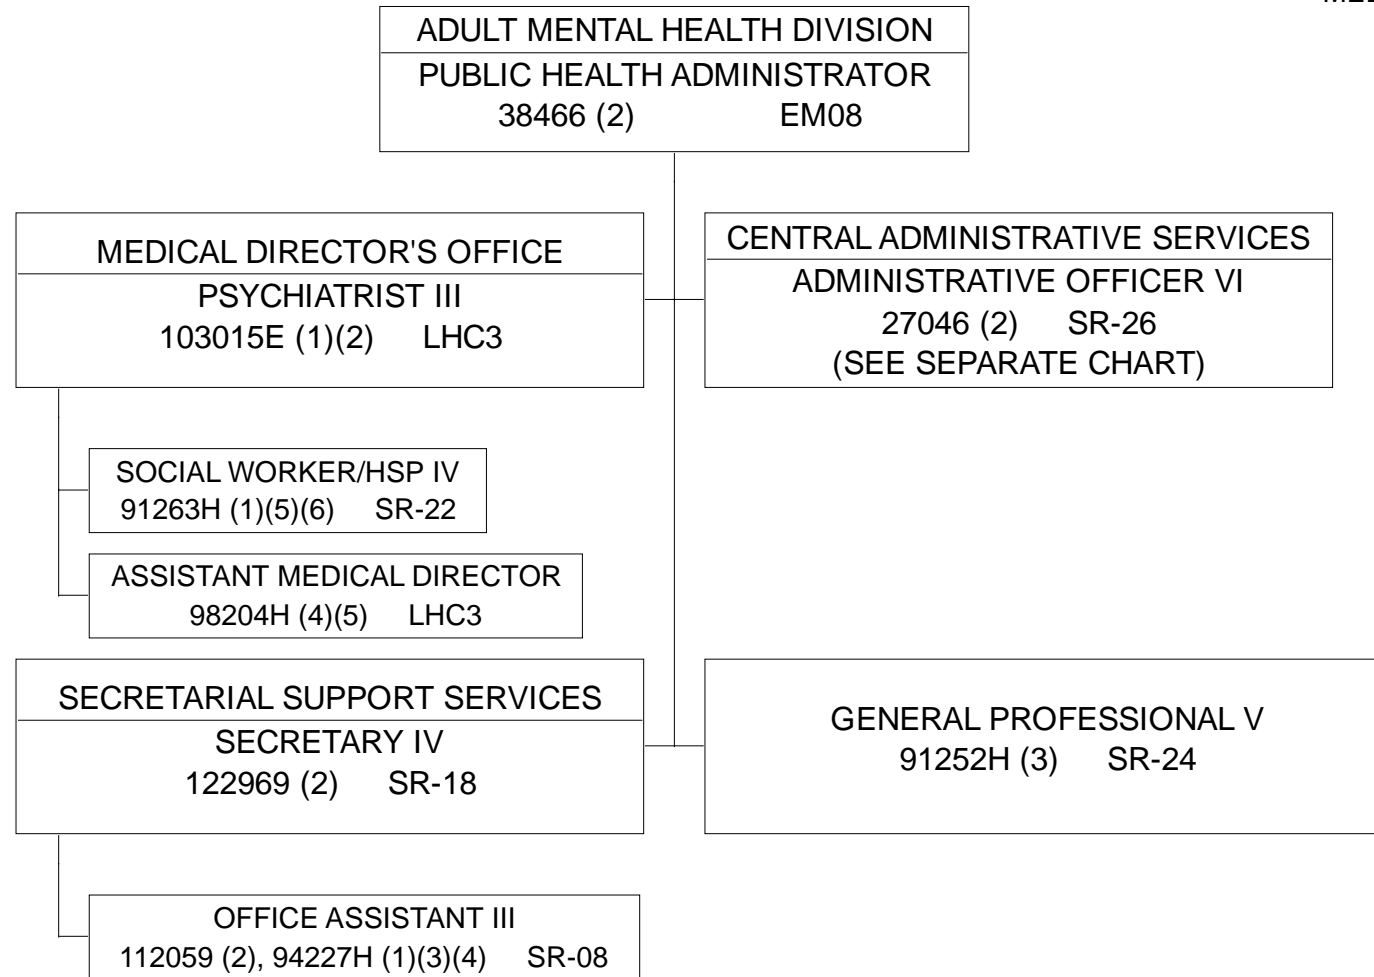 ADULT MENTAL HEALTH DIVISION
PUBLIC HEALTH ADMINISTRATOR
38466 (2) EM08
MEDICAL DIRECTOR'S OFFICE
PSYCHIATRIST III
103015E (1)(2) LHC3
CENTRAL ADMINISTRATIVE SERVICES
ADMINISTRATIVE OFFICER VI
27046 (2) SR-26
(SEE SEPARATE CHART)
SOCIAL WORKER/HSP IV
91263H (1)(5)(6) SR-22
ASSISTANT MEDICAL DIRECTOR
98204H (4)(5) LHC3
SECRETARIAL SUPPORT SERVICES
SECRETARY IV
122969 (2) SR-18
GENERAL PROFESSIONAL V
91252H (3) SR-24
OFFICE ASSISTANT III
112059 (2), 94227H (1)(3)(4) SR-08